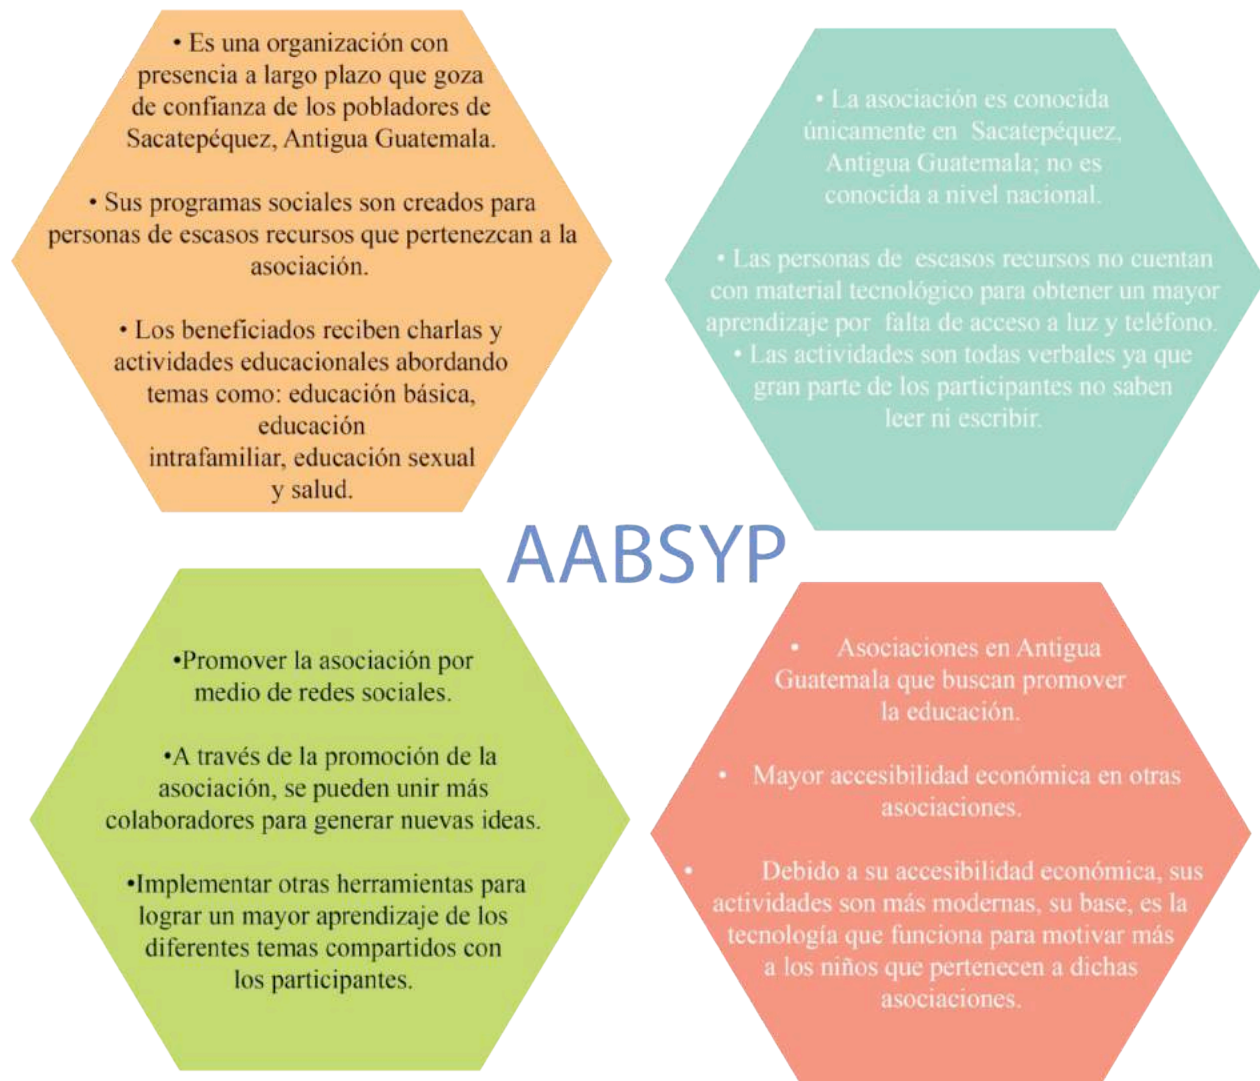 • Es una organización con
presencia a largo plazo que goza
de confianza de los pobladores de
Sacatepéquez, Antigua Guatemala.
• Sus programas sociales son creados para
personas de escasos recursos que pertenezcan a la
asociación.
• Los beneficiados reciben charlas y
actividades educacionales abordando
temas como: educación básica,
educación
intrafamiliar, educación sexual
y salud.
• La asociación es conocida
únicamente en Sacatepéquez,
Antigua Guatemala; no es
conocida a nivel nacional.
• Las personas de escasos recursos no cuentan
con material tecnológico para obtener un mayor
aprendizaje por falta de acceso a luz y teléfono.
• Las actividades son todas verbales ya que
gran parte de los participantes no saben
leer ni escribir.
AABSYP
•Promover la asociación por
medio de redes sociales.
•A través de la promoción de la
asociación, se pueden unir más
colaboradores para generar nuevas ideas.
•Implementar otras herramientas para
lograr un mayor aprendizaje de los
diferentes temas compartidos con
los participantes.
• Asociaciones en Antigua
Guatemala que buscan promover
la educación.
• Mayor accesibilidad económica en otras
asociaciones.
• Debido a su accesibilidad económica, sus
actividades son más modernas, su base, es la
tecnología que funciona para motivar más
a los niños que pertenecen a dichas
asociaciones.